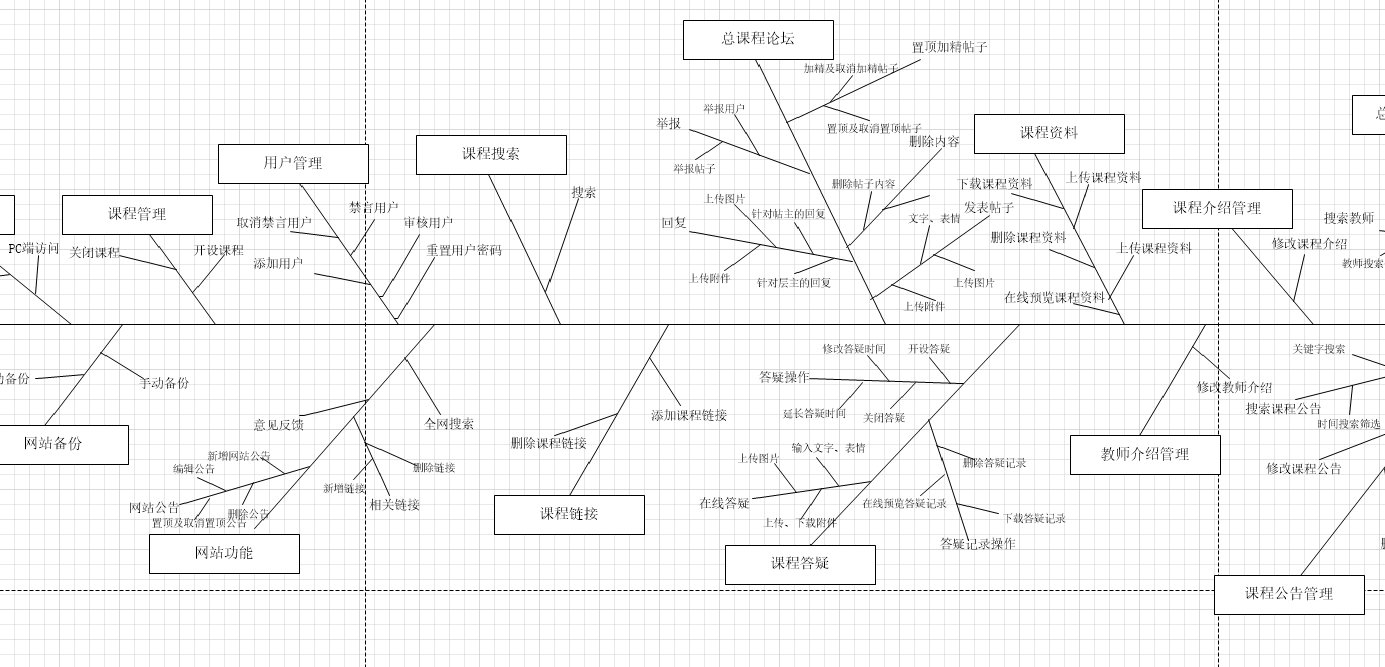 总课程论坛
置顶加精帖子
加精及取消加精帖子
举报用户
举报
置顶及取消置顶帖子
删除内容
举报帖子
课程资料
用户管理
课程搜索
课程管理
搜索
删除帖子内容
下载课程资料
上传课程资料
上传图片
禁言用户
取消禁言用户
审核用户
针对帖主的回复
文字、表情
发表帖子
课程介绍管理
搜索教师
回复
PC端访问
关闭课程
开设课程
重置用户密码
删除课程资料
上传课程资料
修改课程介绍
添加用户
教师搜索
上传附件
针对层主的回复
上传图片
在线预览课程资料
上传附件
修改答疑时间
开设答疑
关键字搜索
备份
手动备份
答疑操作
修改教师介绍
延长答疑时间
关闭答疑
搜索课程公告
意见反馈
全网搜索
添加课程链接
时间搜索筛选
网站备份
删除课程链接
输入文字、表情
教师介绍管理
新增网站公告
编辑公告
上传图片
删除链接
删除答疑记录
修改课程公告
新增链接
网站公告
删除公告
相关链接
在线答疑
在线预览答疑记录
置顶及取消置顶公告
课程链接
上传、下载附件
下载答疑记录
网站功能
答疑记录操作
课程答疑
课程公告管理